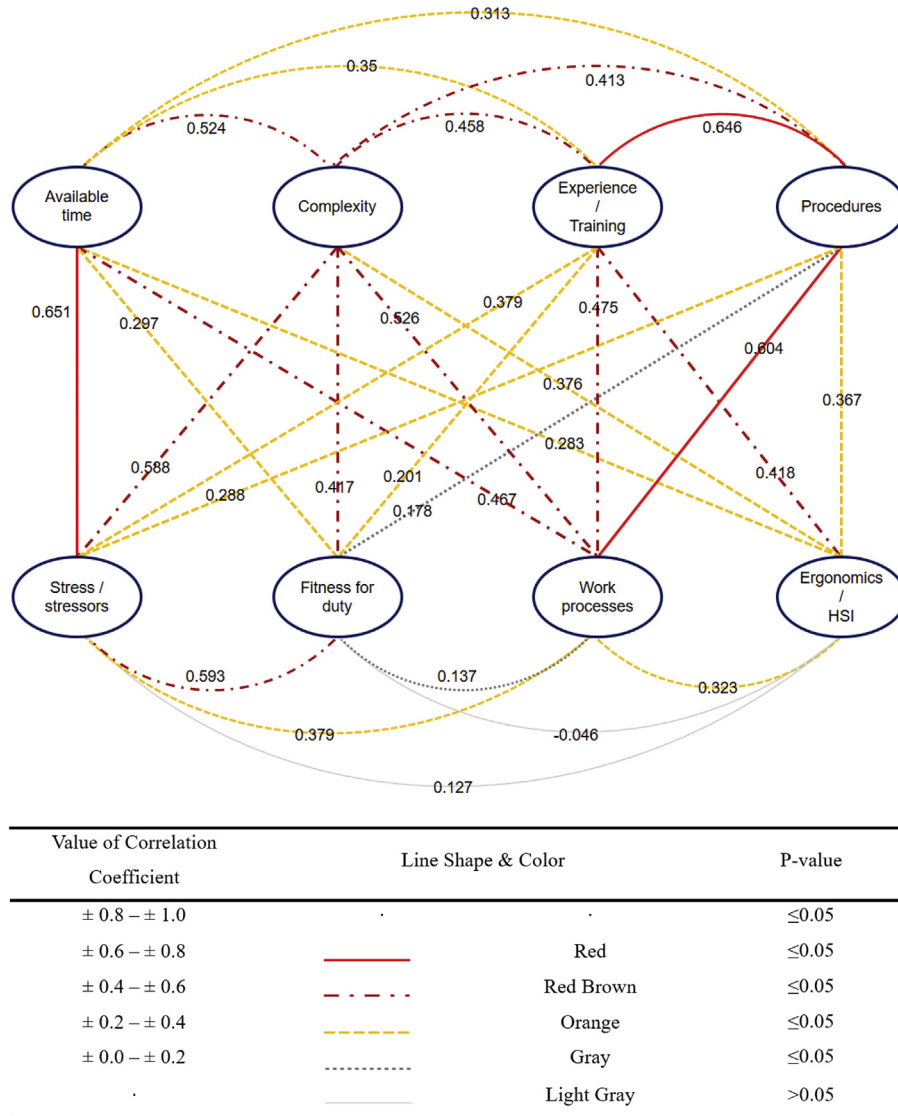 0.313
0.35
0.413
0.524
0.458
0.646
Available
time
Complexity
Experience
/
Training
Procedures
0.651
0.297
0.379
0.526
0.475
0.604
0.376
0.367
0.283
0.588
0.288
0.417
0.201
0.178
0.467
0.418
Stress /
stressors
Fitness for
duty
Work
processes
Ergonomics
/
HSI
0.593
0.137
0.323
0.379
-0.046
0.127
Value of Correlation
Coefficient
Line Shape & Color
P-value
± 0.8 – ± 1.0 · · ≤0.05
± 0.6 – ± 0.8 Red ≤0.05
± 0.4 – ± 0.6 Red Brown ≤0.05
± 0.2 – ± 0.4 Orange ≤0.05
± 0.0 – ± 0.2 Gray ≤0.05
· Light Gray >0.05